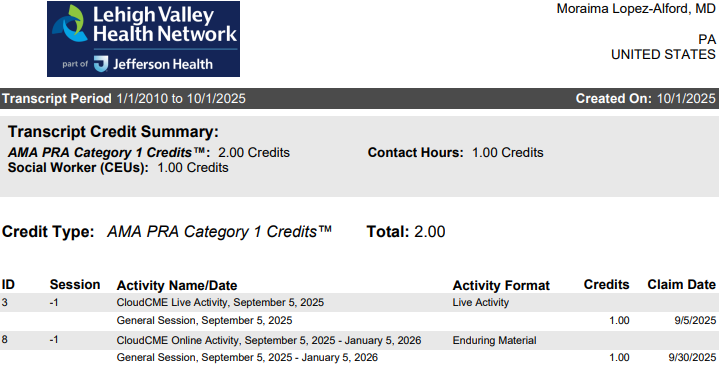 Lehigh Valley
Health Network
part of Jefferson Health
Moraima Lopez-Alford, MD
PA
UNITED STATES
Transcript Period 1/1/2010 to 10/1/2025 Created On: 10/1/2025
Transcript Credit Summary:
AMA PRA Category 1 Credits™: 2.00 Credits Contact Hours: 1.00 Credits
Social Worker (CEUs): 1.00 Credits
Credit Type: AMA PRA Category 1 Credits™ Total: 2.00
ID Session Activity Name/Date Activity Format Credits Claim Date
3 -1 CloudCME Live Activity, September 5, 2025 Live Activity
General Session, September 5, 2025 1.00 9/5/2025
8 -1 CloudCME Online Activity, September 5, 2025 - January 5, 2026 Enduring Material
General Session, September 5, 2025 - January 5, 2026 1.00 9/30/2025